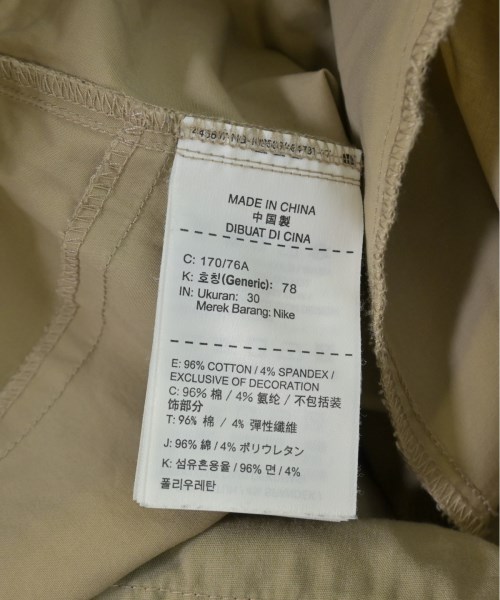 MADE IN CHINA
中国製
DIBUAT DI CINA
C: 170/76A
K: 호칭(Generic): 78
IN: Ukuran: 30
Merek Barang: Nike
E: 96% COTTON / 4% SPANDEX /
EXCLUSIVE OF DECORATION
C: 96% 棉 / 4% 氨纶 / 不包括装
饰部分
T: 96% 棉 / 4% 彈性纖維
J: 96% 綿 / 4% ポリウレタン
K: 섬유혼용율 / 96% 면 / 4%
폴리우레탄